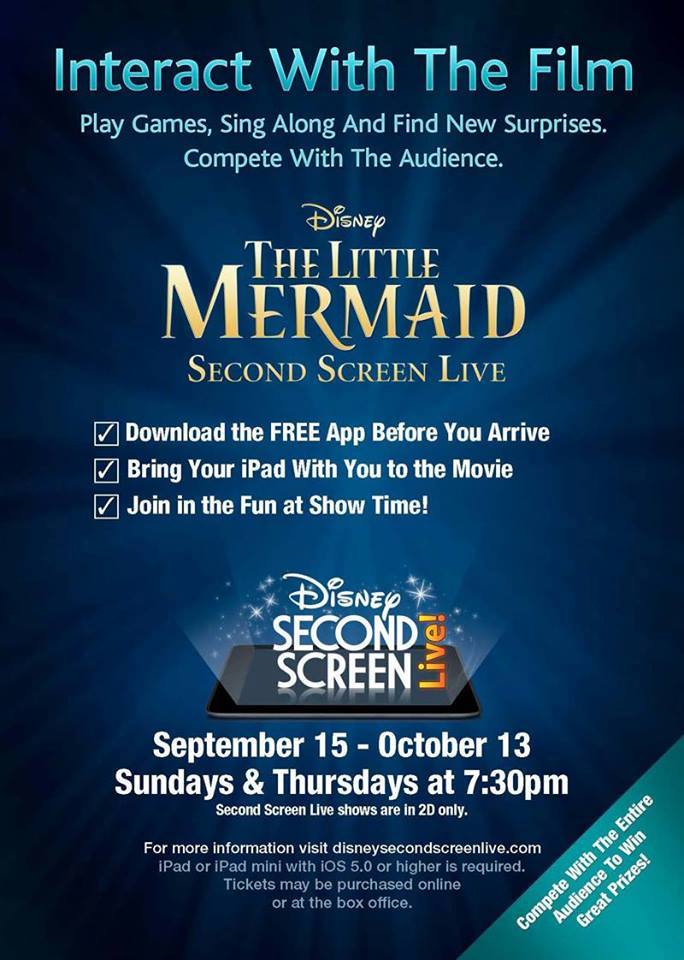 Interact With The Film
Play Games, Sing Along And Find New Surprises.
Compete With The Audience.
Disney
The Little
Mermaid
Second Screen Live
Download the FREE App Before You Arrive
Bring Your iPad With You to the Movie
Join in the Fun at Show Time!
Disney
SECOND
SCREEN
Live!
September 15 - October 13
Sundays & Thursdays at 7:30pm
Second Screen Live shows are in 2D only.
For more information visit disneysecondscreenlive.com
iPad or iPad mini with iOS 5.0 or higher is required.
Tickets may be purchased online
or at the box office.
Compete With The Entire
Audience To Win
Great Prizes!